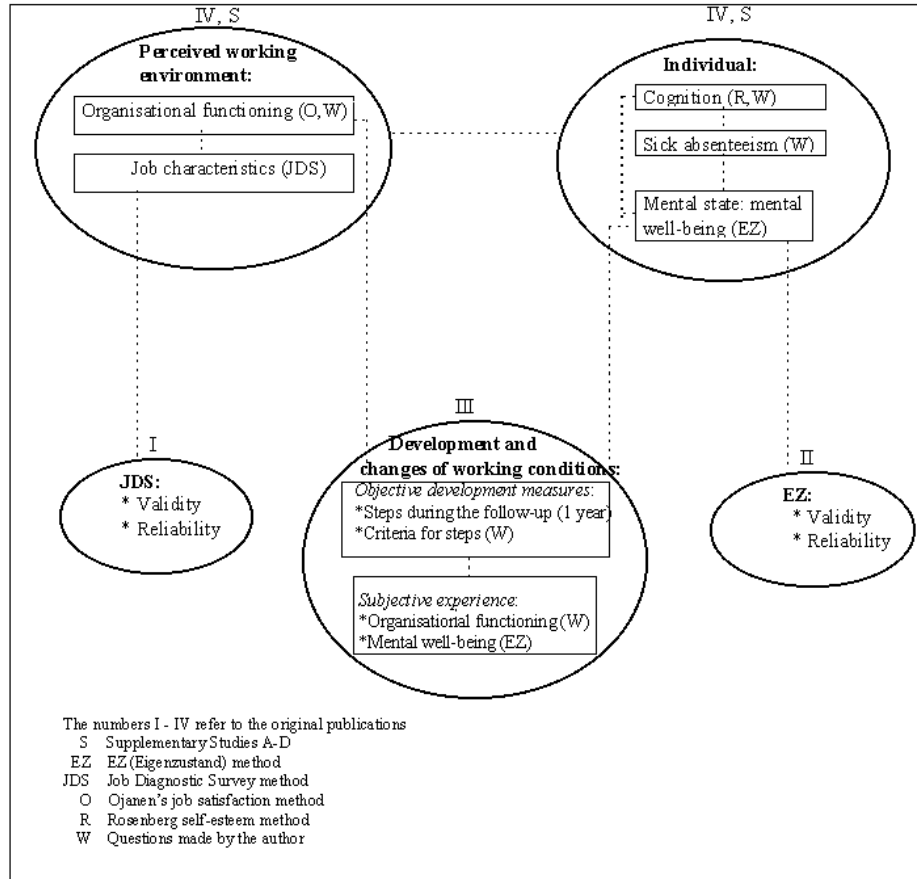 IV, S
Perceived working
environment:
Organisational functioning (O, W)
Job characteristics (JDS)
IV, S
Individual:
Cognition (R, W)
Sick absenteeism (W)
Mental state: mental
well-being (EZ)
I
JDS:
* Validity
* Reliability
III
Development and
changes of working conditions:
Objective development measures:
*Steps during the follow-up (1 year)
*Criteria for steps (W)
Subjective experience:
*Organisational functioning (W)
*Mental well-being (EZ)
II
EZ:
* Validity
* Reliability
The numbers I - IV refer to the original publications
S Supplementary Studies A-D
EZ EZ (Eigenzustand) method
JDS Job Diagnostic Survey method
O Ojanen's job satisfaction method
R Rosenberg self-esteem method
W Questions made by the author